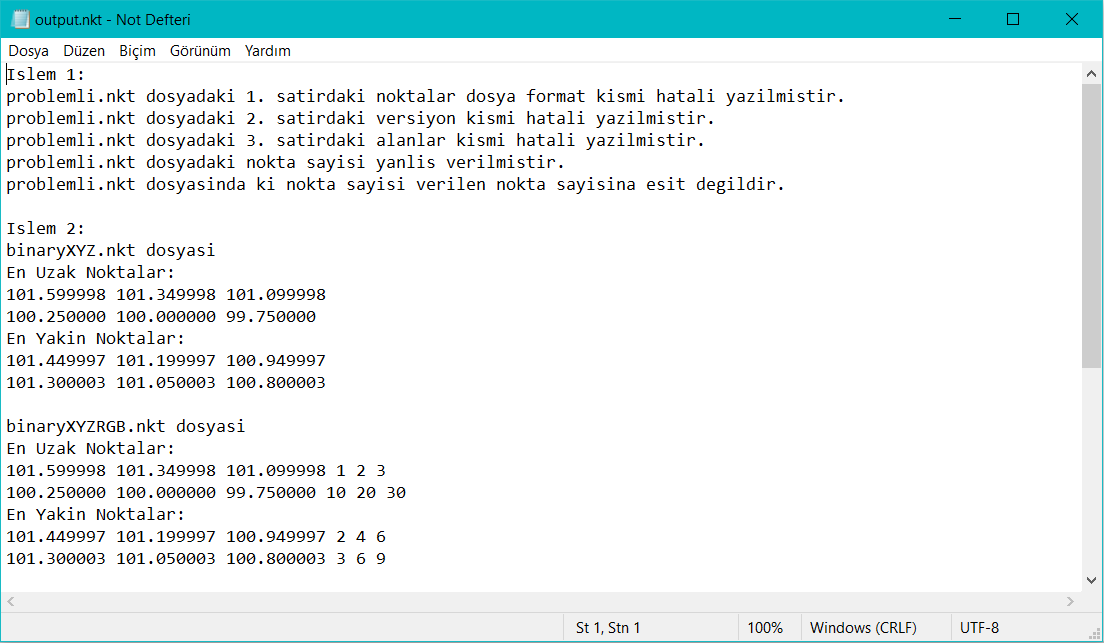 output.nkt - Not Defteri
Dosya Düzen Biçim Görünüm Yardım
Islem 1:
problemli.nkt dosyadaki 1. satirdaki noktalar dosya format kismi hatali yazilmistir.
problemli.nkt dosyadaki 2. satirdaki versiyon kismi hatali yazilmistir.
problemli.nkt dosyadaki 3. satirdaki alanlar kismi hatali yazilmistir.
problemli.nkt dosyadaki nokta sayisi yanlis verilmistir.
problemli.nkt dosyasinda ki nokta sayisi verilen nokta sayisina esit degildir.
Islem 2:
binaryXYZ.nkt dosyasi
En Uzak Noktalar:
101.599998 101.349998 101.099998
100.250000 100.000000 99.750000
En Yakin Noktalar:
101.449997 101.199997 100.949997
101.300003 101.050003 100.800003
binaryXYZRGB.nkt dosyasi
En Uzak Noktalar:
101.599998 101.349998 101.099998 1 2 3
100.250000 100.000000 99.750000 10 20 30
En Yakin Noktalar:
101.449997 101.199997 100.949997 2 4 6
101.300003 101.050003 100.800003 3 6 9
St 1, Stn 1 100% Windows (CRLF) UTF-8